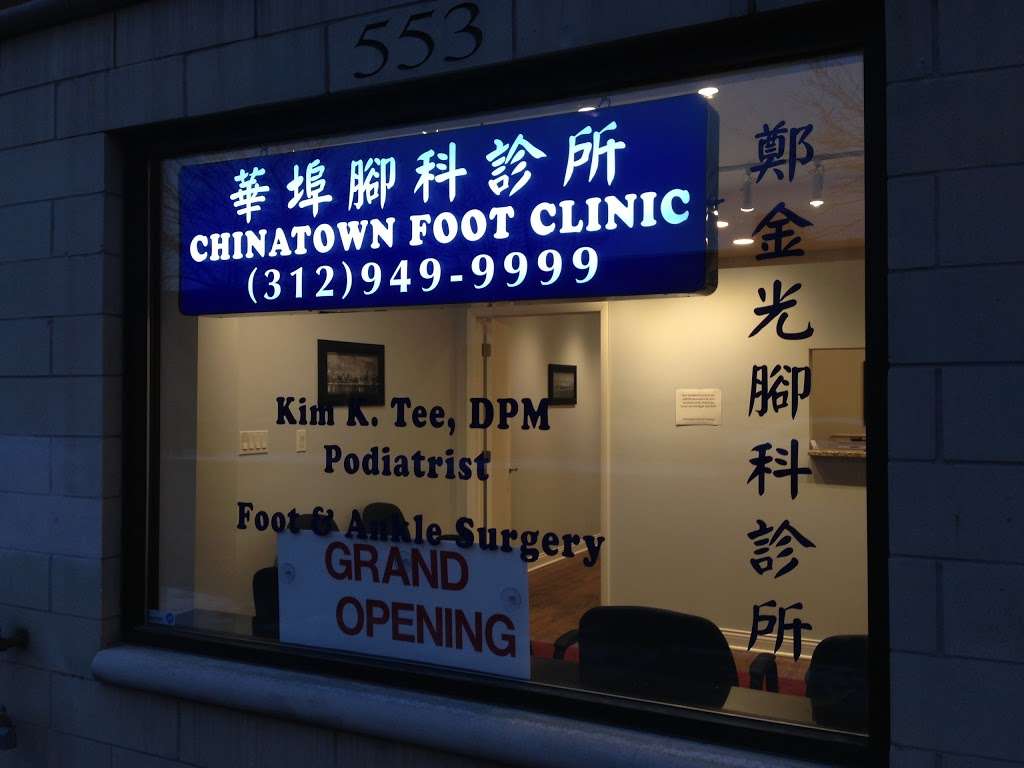 553
華埠腳科診所
CHINATOWN FOOT CLINIC
(312)949-9999
鄭金光腳科診所
Kim K. Tee, DPM
Podiatrist
Foot & Ankle Surgery
GRAND
OPENING